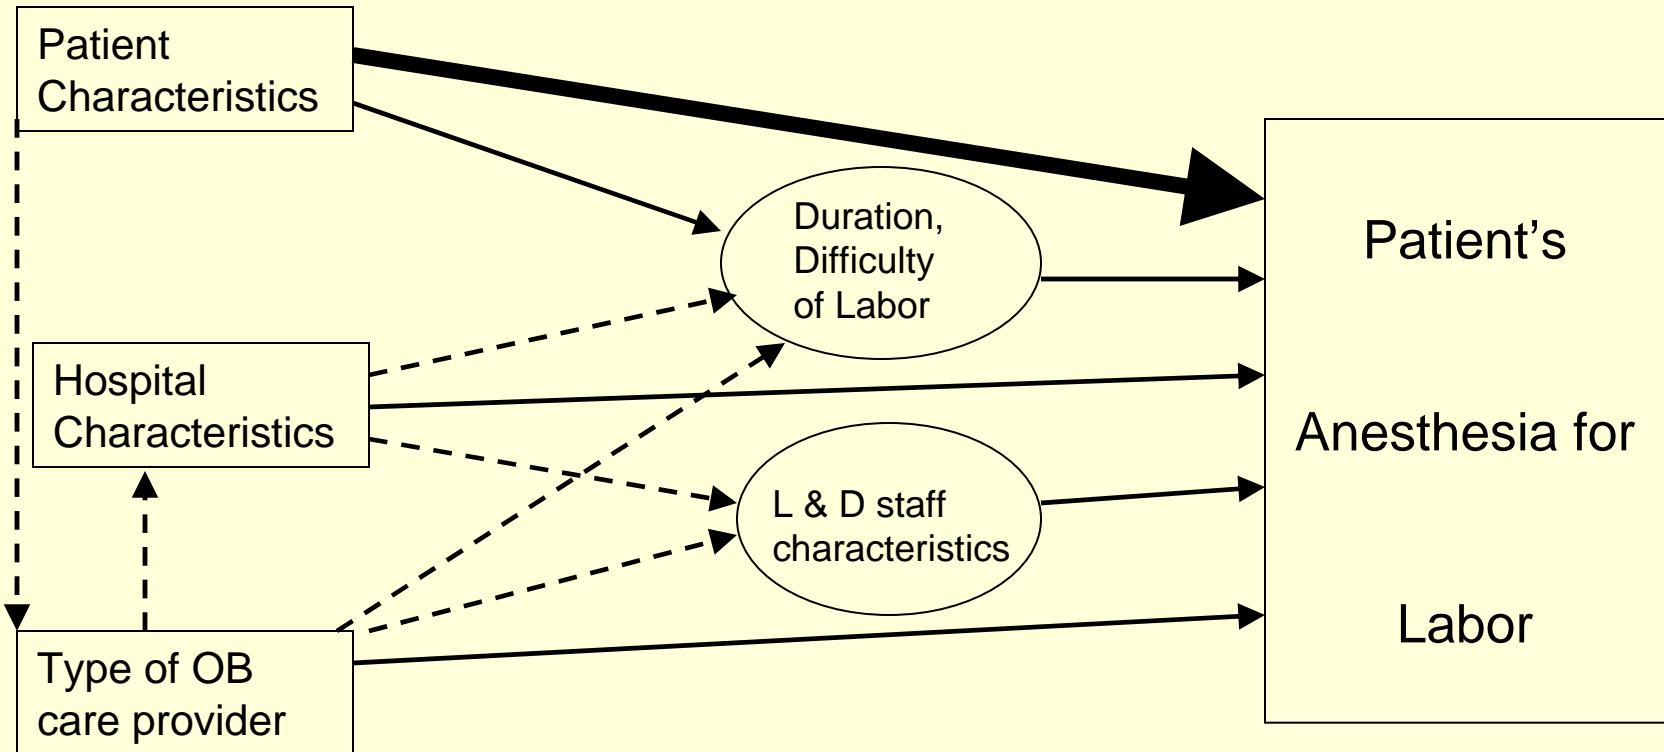 Patient
Characteristics
Duration,
Difficulty
of Labor
Hospital
Characteristics
L & D staff
characteristics
Type of OB
care provider
Patient’s
Anesthesia for
Labor